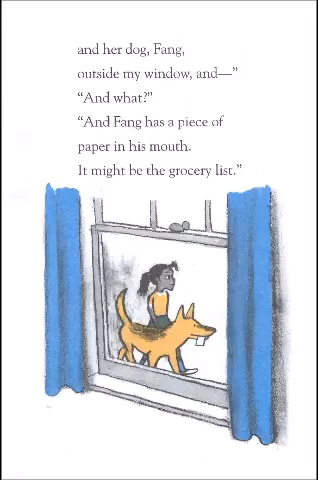 and her dog, Fang,
outside my window, and—”
“And what?”
“And Fang has a piece of
paper in his mouth.
It might be the grocery list.”